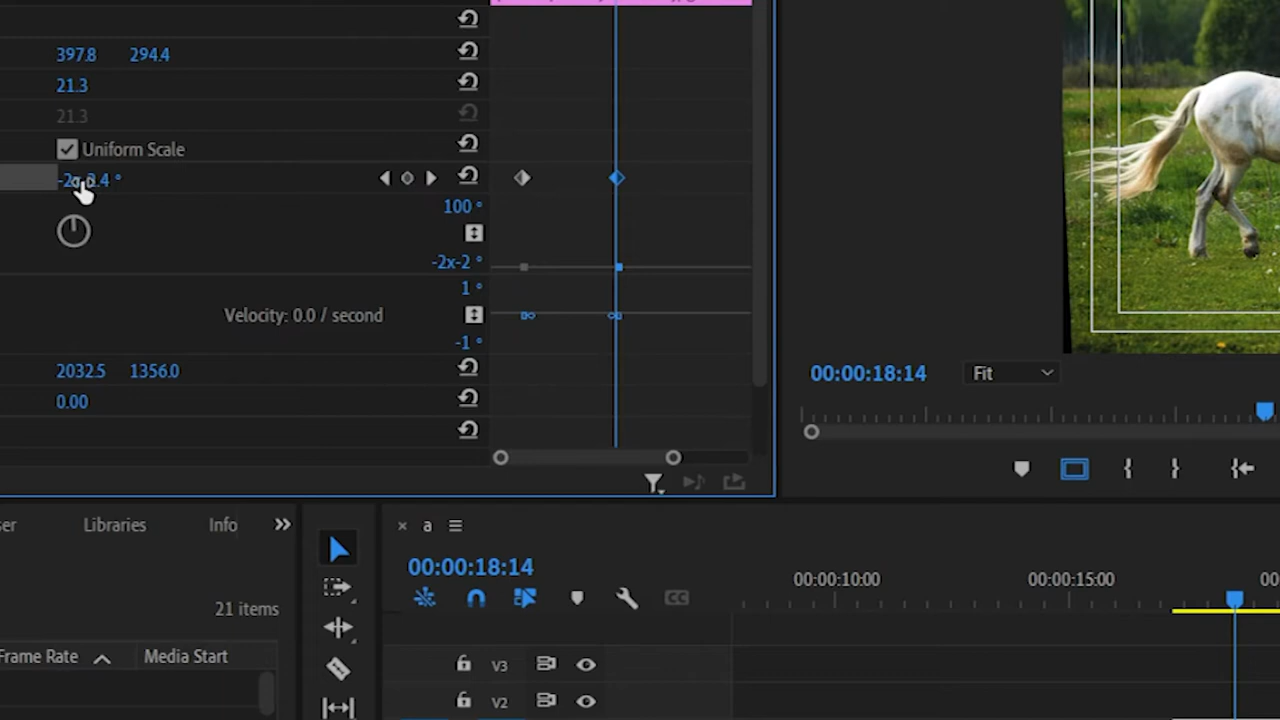 397.8 294.4
21.3
21.3
Uniform Scale
100 °
-2x-2 °
1 °
Velocity: 0.0 / second
-1 °
2032.5 1356.0
0.00
00:00:18:14 Fit
Libraries Info
a
00:00:18:14
00:00:10:00 00:00:15:00
21 items
CC
Frame Rate Media Start
V3
V2